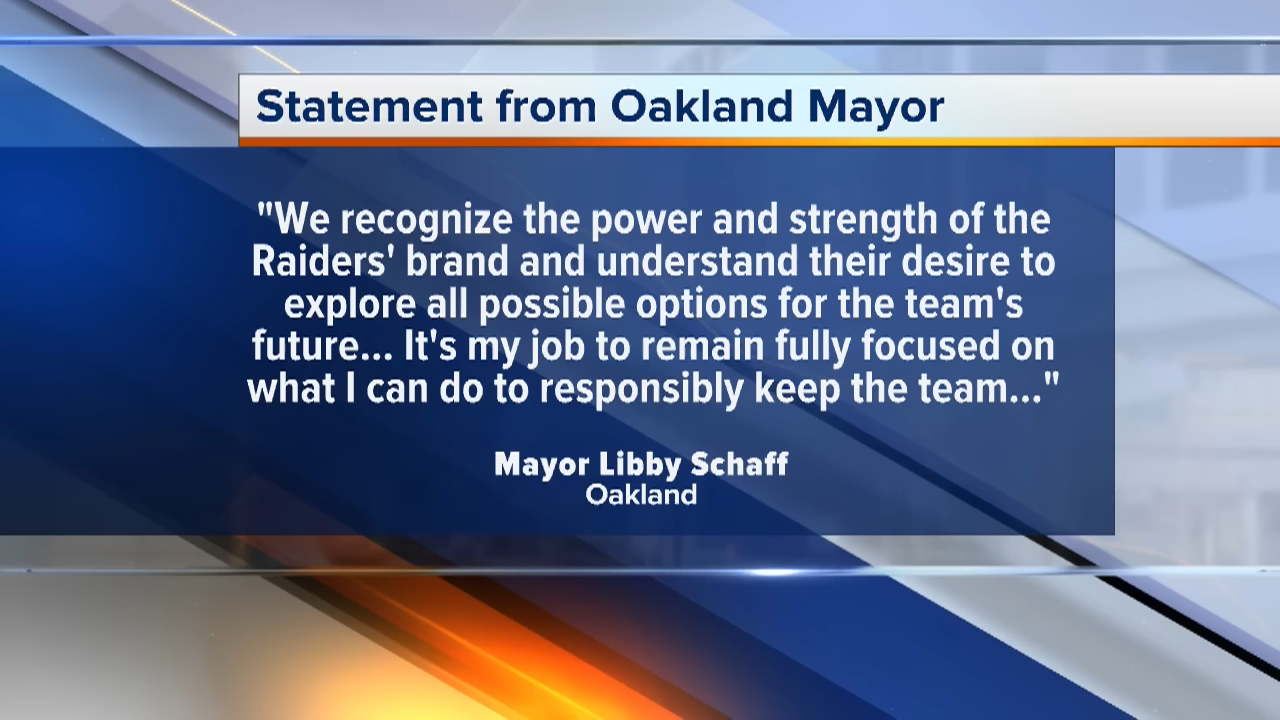 Statement from Oakland Mayor
"We recognize the power and strength of the
Raiders' brand and understand their desire to
explore all possible options for the team's
future... It's my job to remain fully focused on
what I can do to responsibly keep the team..."
Mayor Libby Schaff
Oakland